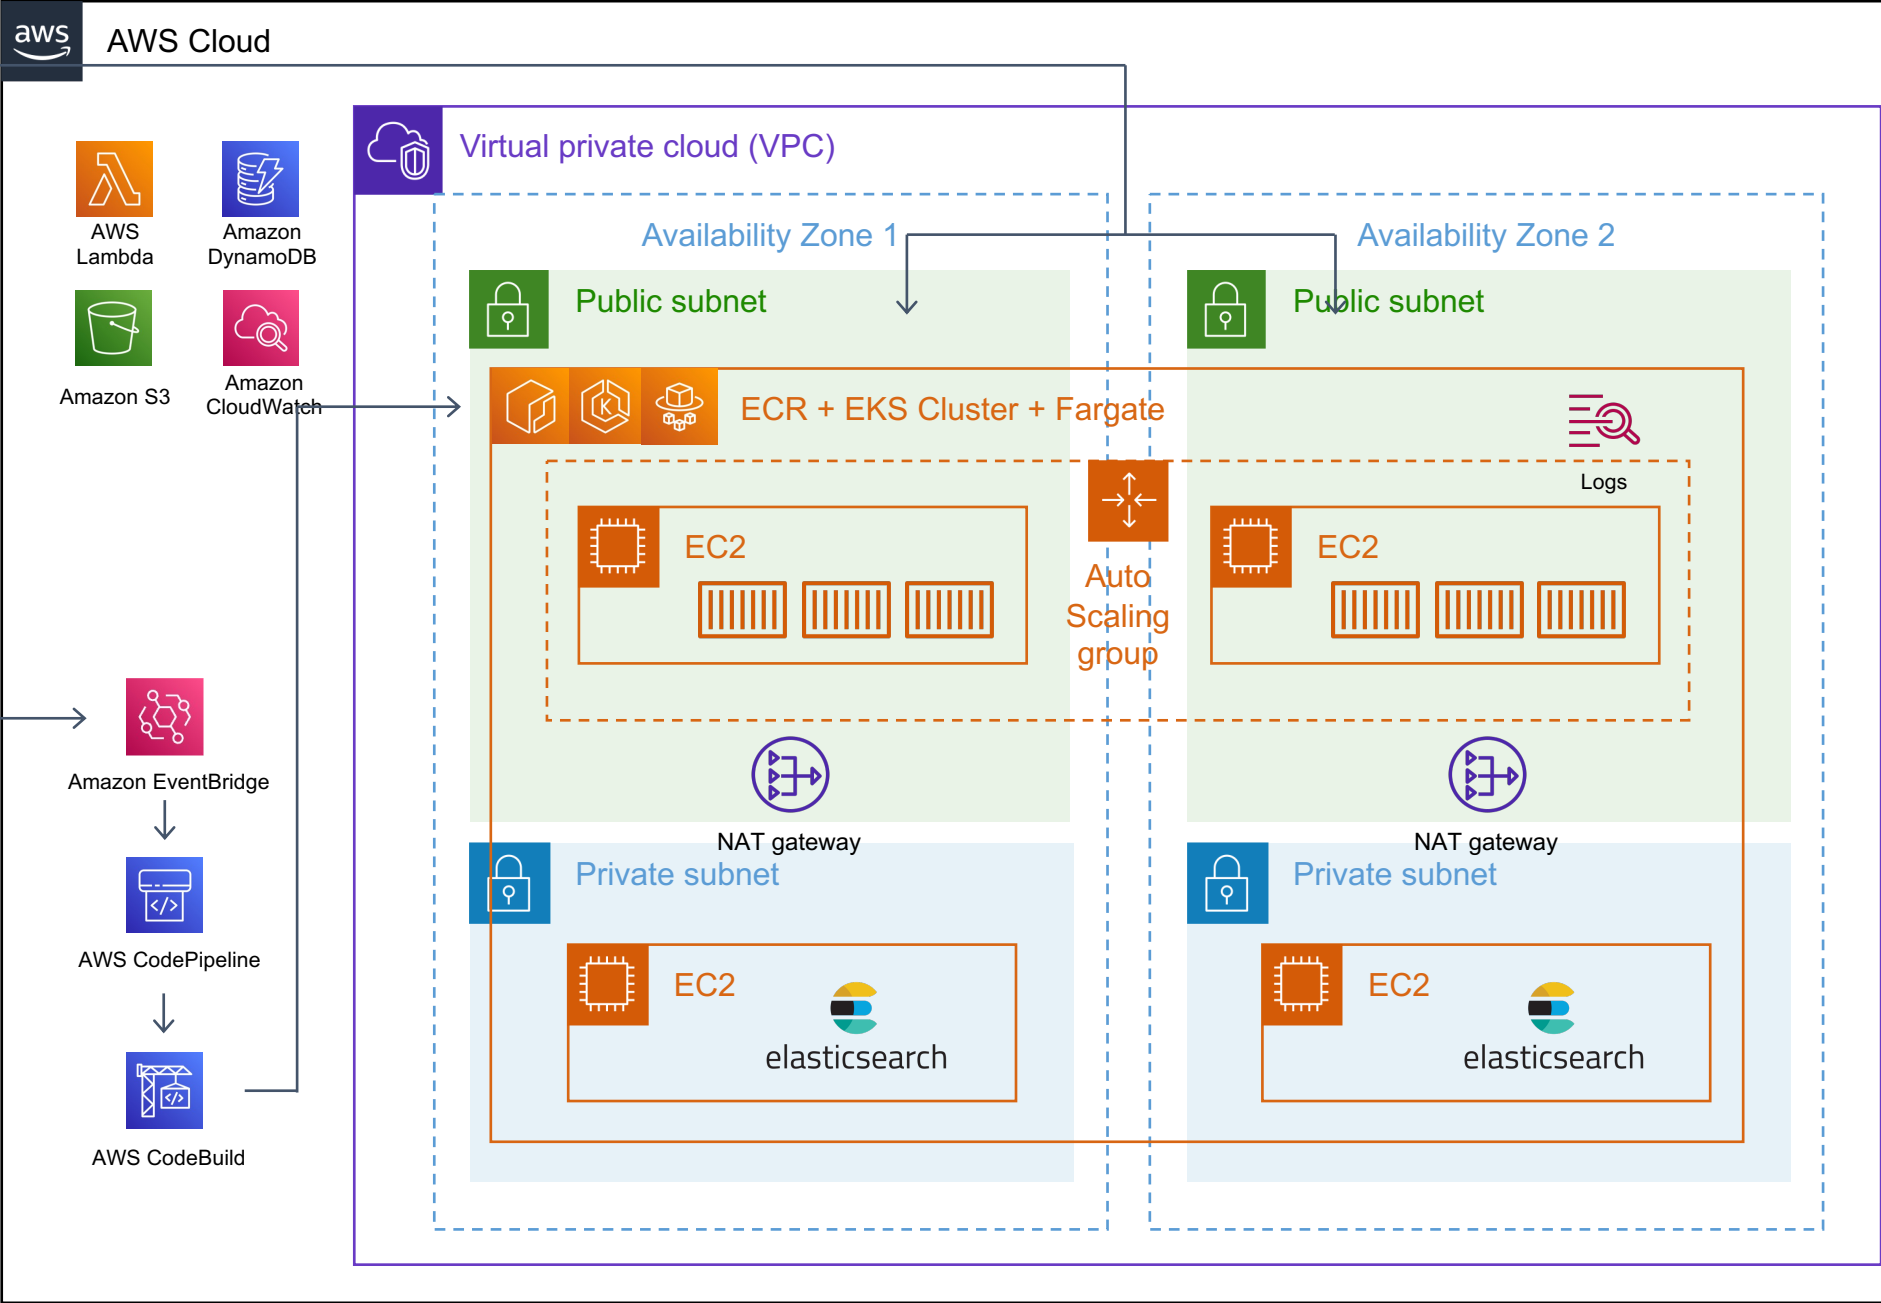 aws
AWS Cloud
Virtual private cloud (VPC)
AWS
Lambda
Amazon
DynamoDB
Amazon S3
Amazon
CloudWatch
Availability Zone 1
Availability Zone 2
Public subnet
Public subnet
ECR + EKS Cluster + Fargate
Logs
EC2
EC2
Auto
Scaling
group
Amazon EventBridge
NAT gateway
NAT gateway
Private subnet
Private subnet
AWS CodePipeline
EC2
elasticsearch
EC2
elasticsearch
AWS CodeBuild